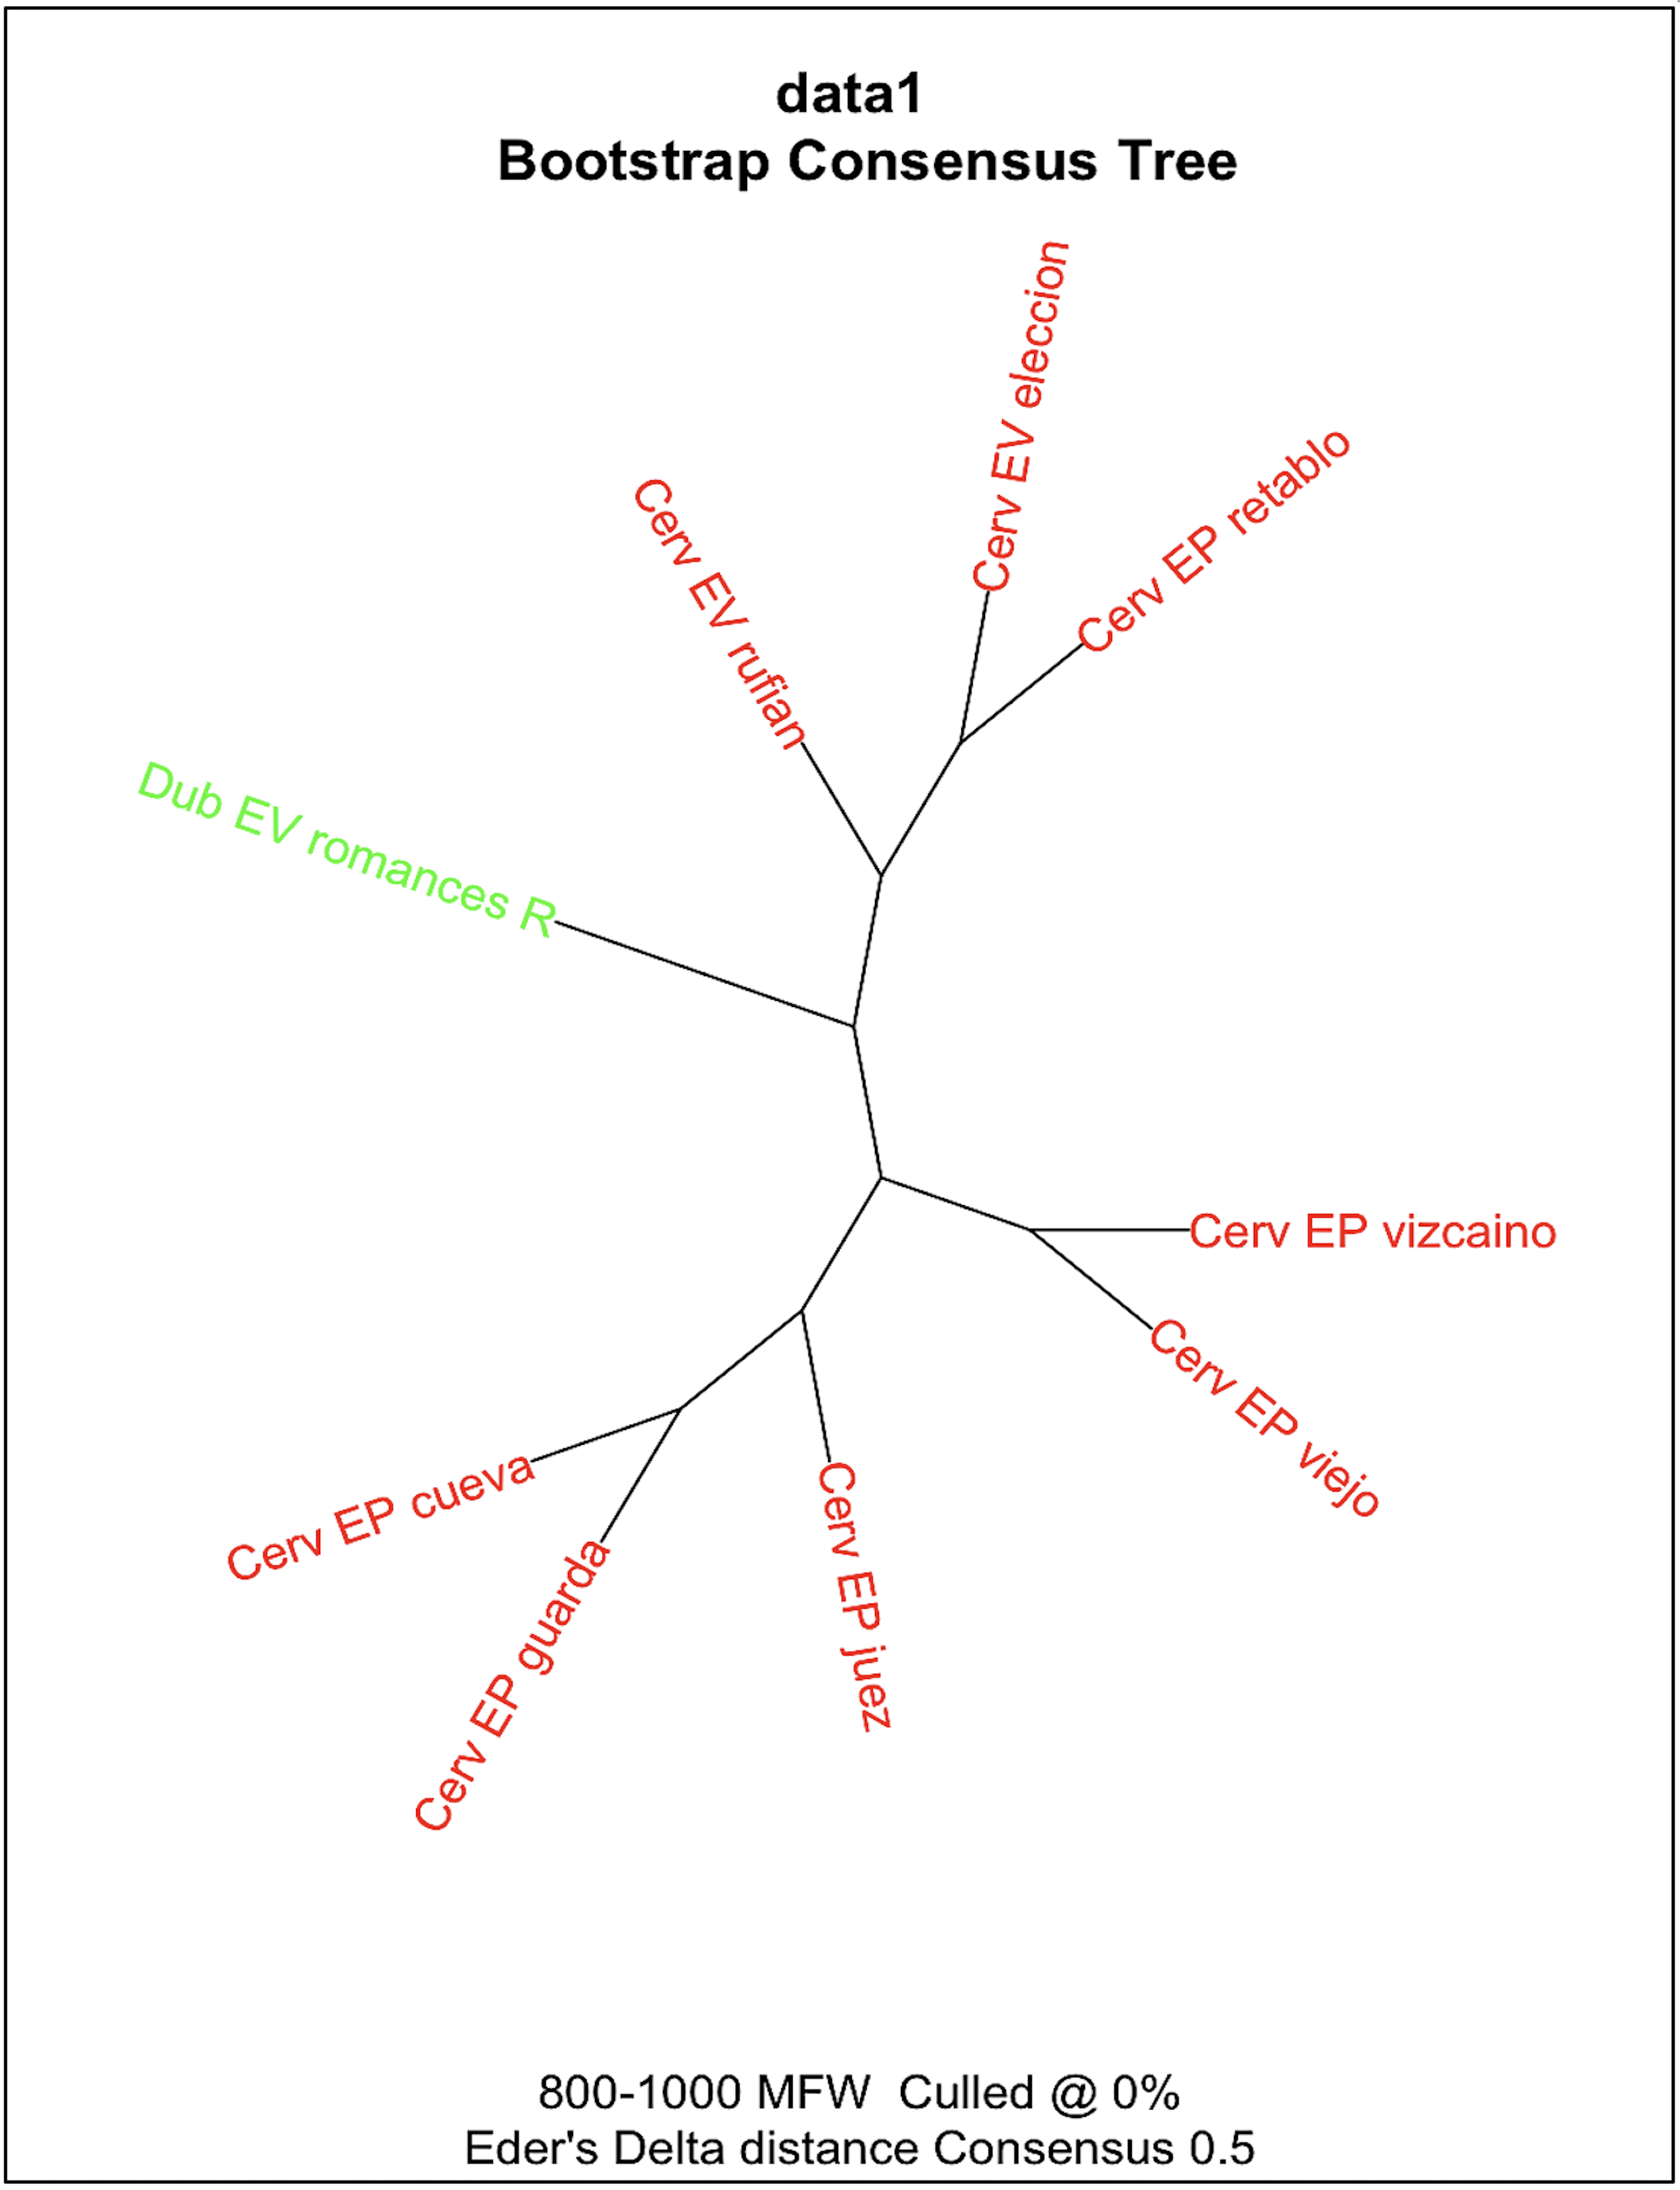 data1
Bootstrap Consensus Tree
Cerv EV eleccion
Cerv EP retablo
Cerv EV rufian
Dub EV romances R
Cerv EP vizcaino
Cerv EP viejo
Cerv EP cueva
Cerv EP juez
Cerv EP guarda
800-1000 MFW  Culled @ 0%
Eder's Delta distance Consensus 0.5